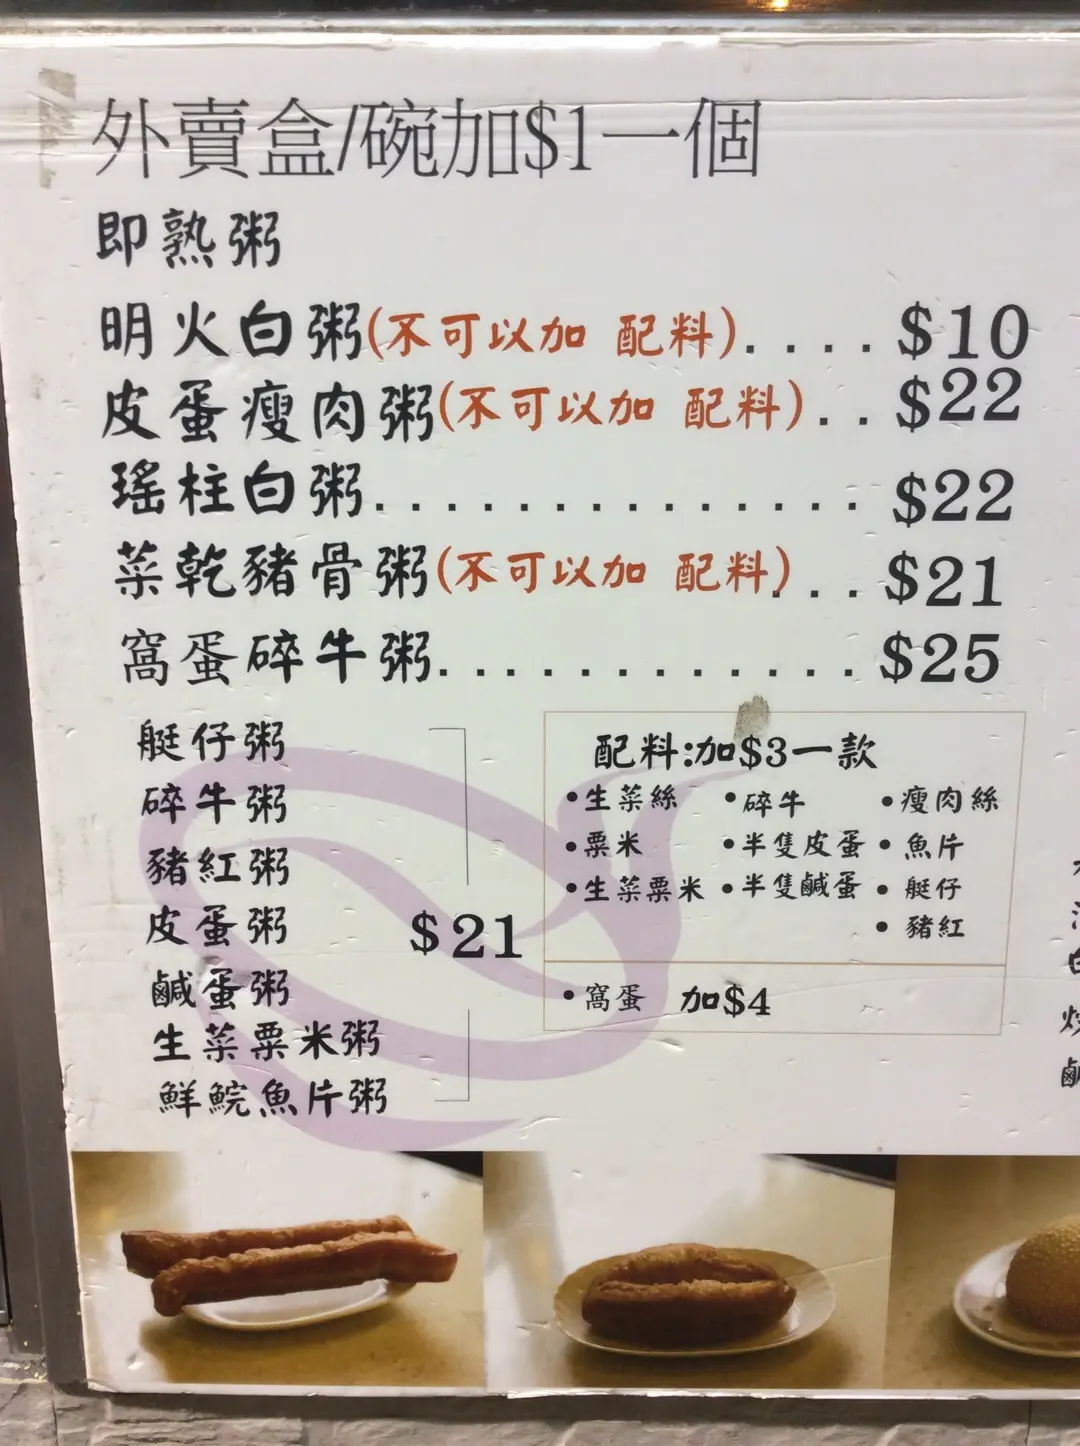 外賣盒/碗加$1一個
即熟粥
明火白粥(不可以加 配料)....$10
皮蛋瘦肉粥(不可以加 配料)..$22
瑤柱白粥...............$22
菜乾豬骨粥(不可以加 配料)...$21
窩蛋碎牛粥.............$25
艇仔粥
碎牛粥
豬紅粥
皮蛋粥
鹹蛋粥
生菜粟米粥
鮮鯇魚片粥
$21
配料:加$3一款
•生菜絲 •碎牛 •瘦肉絲
•粟米 •半隻皮蛋 •魚片
•生菜粟米 •半隻鹹蛋 •艇仔
•豬紅
•窩蛋 加$4